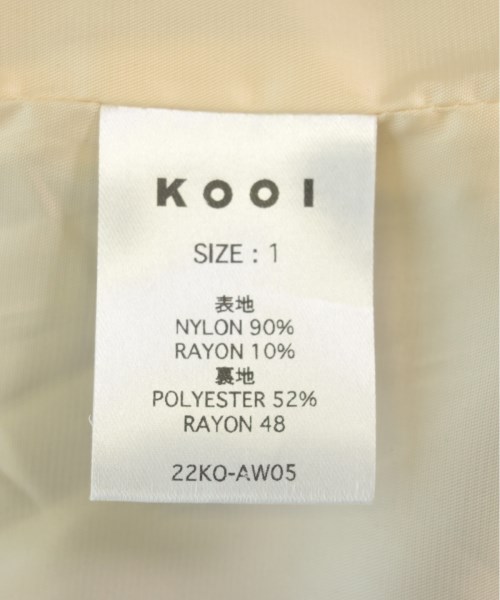 KOOI
SIZE : 1
表地
NYLON 90%
RAYON 10%
裏地
POLYESTER 52%
RAYON 48
22KO-AW05